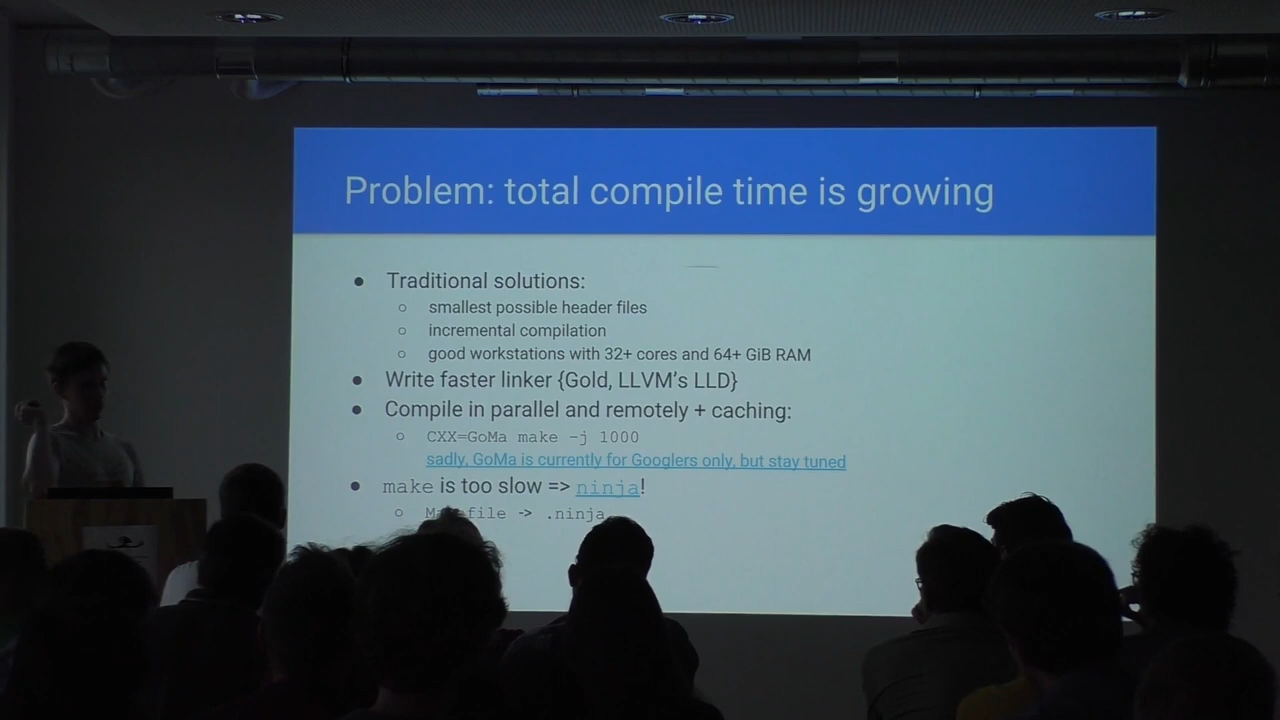 Problem: total compile time is growing
● Traditional solutions:
○ smallest possible header files
○ incremental compilation
○ good workstations with 32+ cores and 64+ GiB RAM
● Write faster linker {Gold, LLVM's LLD}
● Compile in parallel and remotely + caching:
○ CXX=GoMa make -j 1000
sadly, GoMa is currently for Googlers only, but stay tuned
● make is too slow => ninja!
○ Makefile -> .ninja